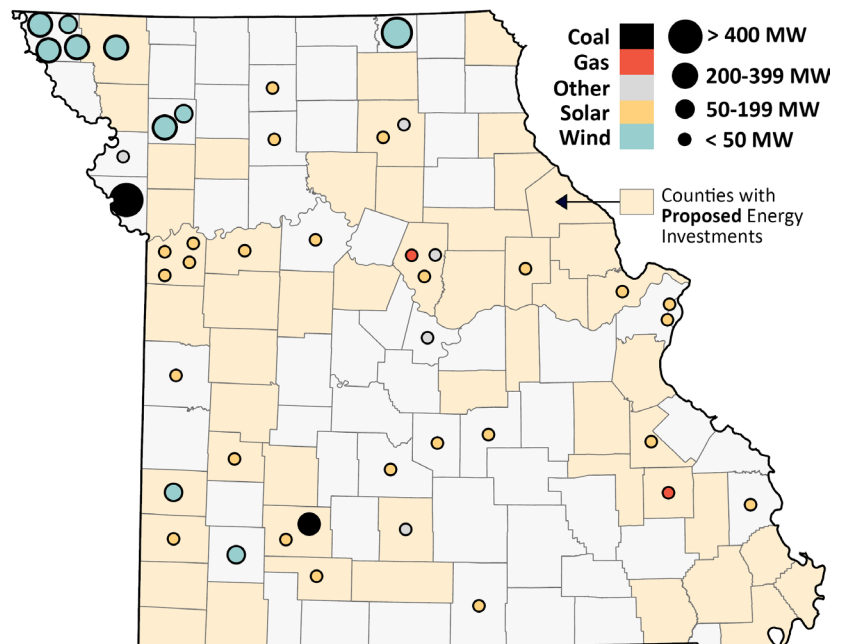 Coal
Gas
Other
Solar
Wind
> 400 MW
200-399 MW
50-199 MW
< 50 MW
Counties with
Proposed Energy
Investments